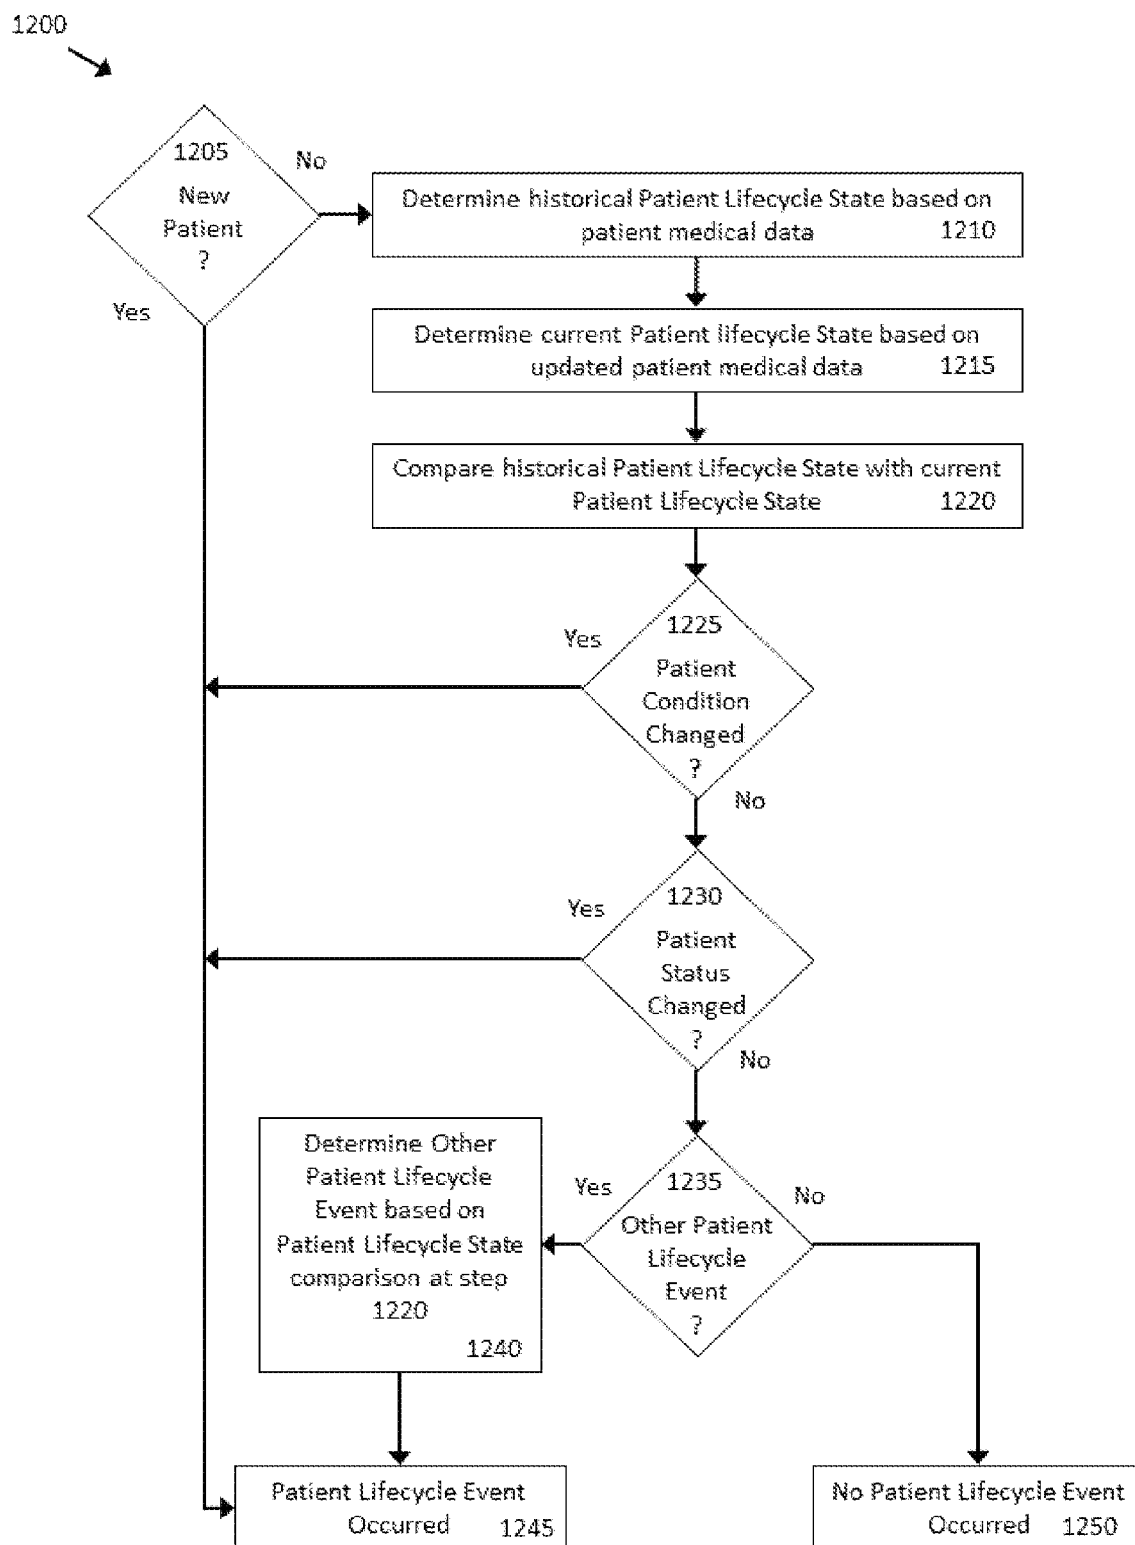 1200
1205
New
Patient
?
No
Yes
Determine historical Patient Lifecycle State based on
patient medical data 1210
Determine current Patient lifecycle State based on
updated patient medical data 1215
Compare historical Patient Lifecycle State with current
Patient Lifecycle State 1220
Yes
1225
Patient
Condition
Changed
?
No
Yes
1230
Patient
Status
Changed
?
No
Determine Other
Patient Lifecycle
Event based on
Patient Lifecycle State
comparison at step
1220
1240
Yes
1235
Other Patient
Lifecycle
Event
?
No
Patient Lifecycle Event
Occurred 1245
No Patient Lifecycle Event
Occurred 1250